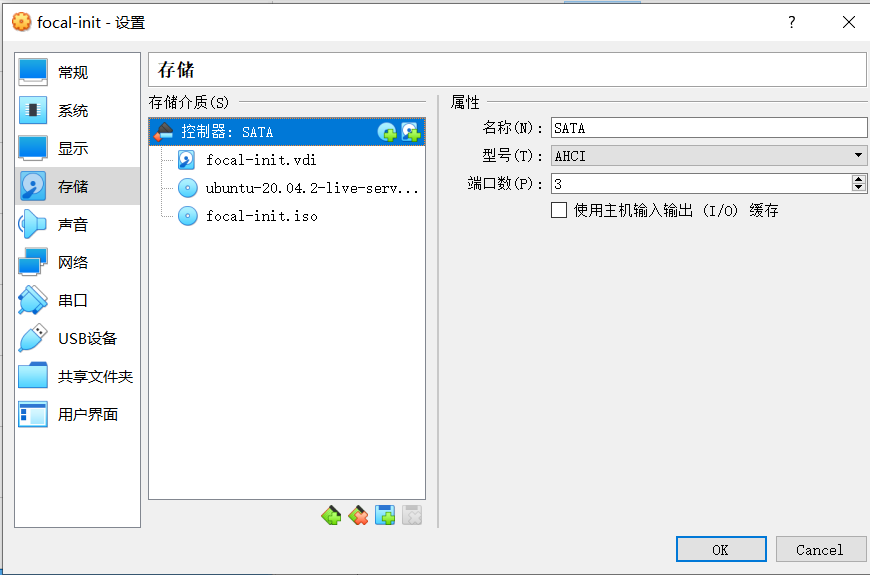 focal-init - 设置
?
常规
系统
显示
存储
声音
网络
串口
USB设备
共享文件夹
用户界面
存储
存储介质(S)
控制器: SATA
focal-init.vdi
ubuntu-20.04.2-live-serv...
focal-init.iso
属性
名称(N): SATA
型号(T): AHCI
端口数(P): 3
使用主机输入输出 (I/O) 缓存
OK
Cancel